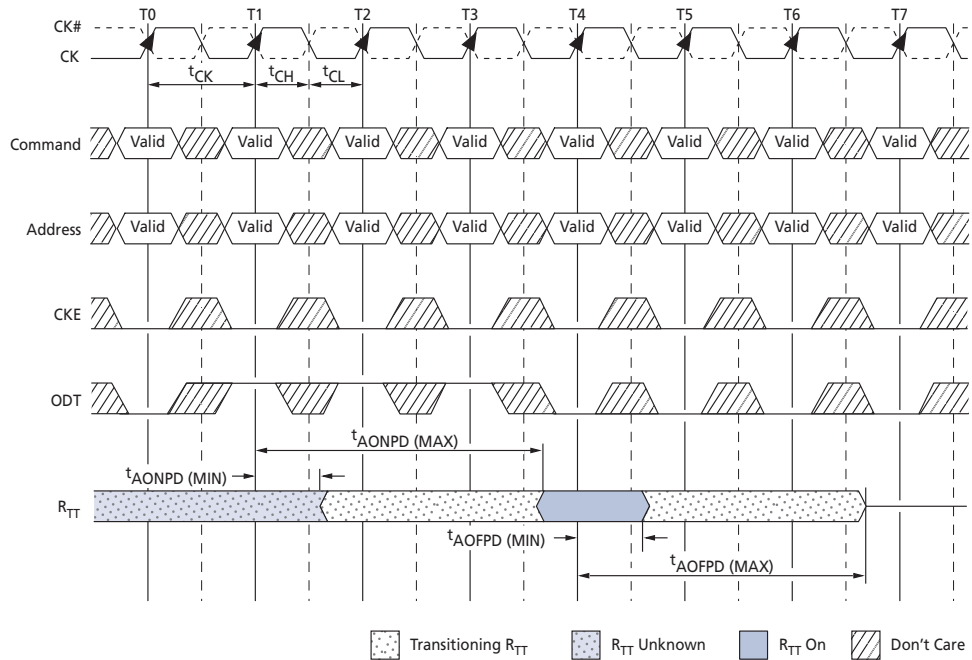 T0 T1 T2 T3 T4 T5 T6 T7
CK#
CK
tCK tCH tCL
Command Valid Valid Valid Valid Valid Valid Valid Valid
Address Valid Valid Valid Valid Valid Valid Valid Valid
CKE
ODT
tAONPD (MAX)
tAONPD (MIN)
RTT
tAOFPD (MIN)
tAOFPD (MAX)
Transitioning RTT RTT Unknown RTT On Don't Care